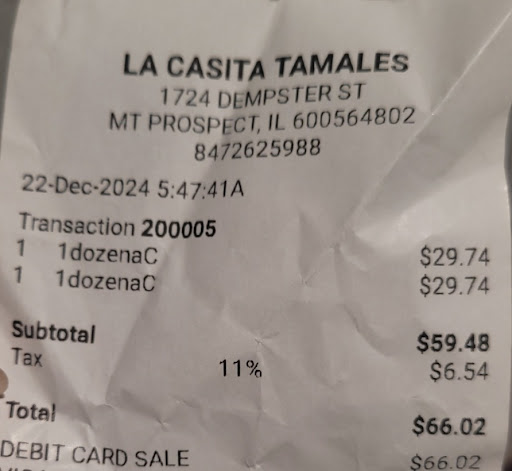 LA CASITA TAMALES
1724 DEMPSTER ST
MT PROSPECT, IL 600564802
8472625988
22-Dec-2024 5:47:41A
Transaction 200005
1 1dozenaC $29.74
1 1dozenaC $29.74
Subtotal $59.48
Tax 11% $6.54
Total $66.02
DEBIT CARD SALE $66.02